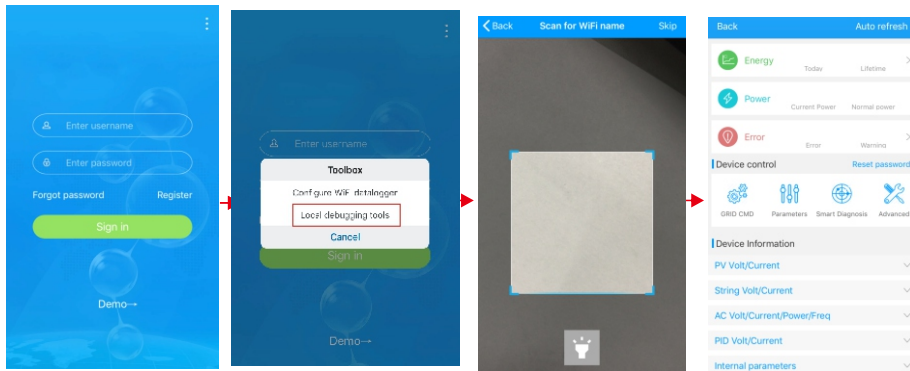 Enter username
Enter password
Forgot password Register
Sign in
Demo→
Enter username
Toolbox
Configure WiFi datalogger
Local debugging tools
Cancel
Sign in
Demo→
Back Scan for WiFi name Skip
Back Auto refresh
Energy
Today Lifetime
Power
Current Power Normal power
Error
Error Warning
Device control Reset password
GRID CMD Parameters Smart Diagnosis Advanced
Device Information
PV Volt/Current
String Volt/Current
AC Volt/Current/Power/Freq
PID Volt/Current
Internal parameters